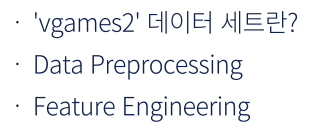 · 'vgames2' 데이터 세트란?
· Data Preprocessing
· Feature Engineering